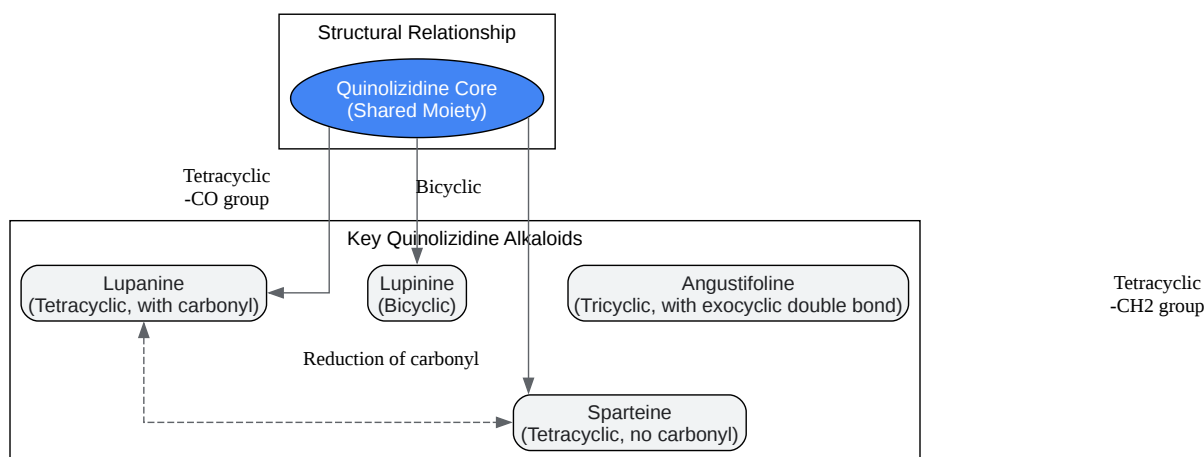 Structural Relationship
Quinolizidine Core
(Shared Moiety)
Tetracyclic
-CO group
Bicyclic
Key Quinolizidine Alkaloids
Lupanine
(Tetracyclic, with carbonyl)
Lupinine
(Bicyclic)
Angustifoline
(Tricyclic, with exocyclic double bond)
Tetracyclic
-CH2 group
Reduction of carbonyl
Sparteine
(Tetracyclic, no carbonyl)